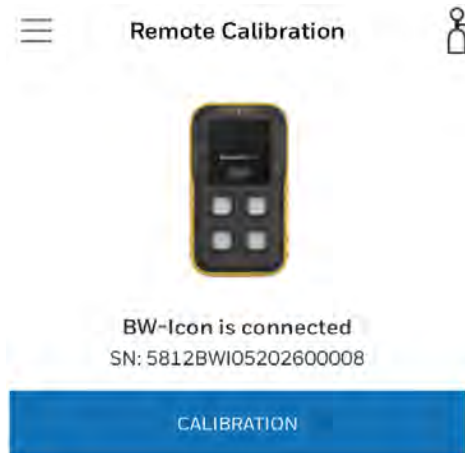 Remote Calibration
BW-Icon is connected
SN: 5812BWI05202600008
CALIBRATION